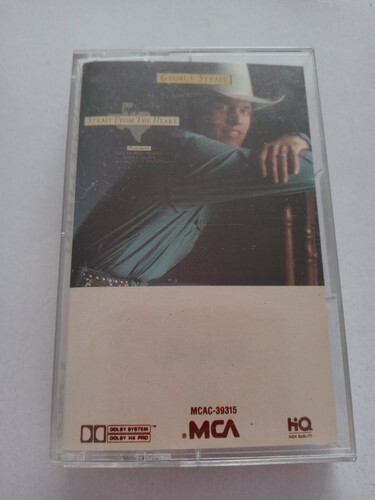 GEORGE STRAIT
STRAIT FROM THE HEART
MCAC-39315
DOLBY SYSTEM
DOLBY HX PRO
MCA
HQ
HIGH QUALITY